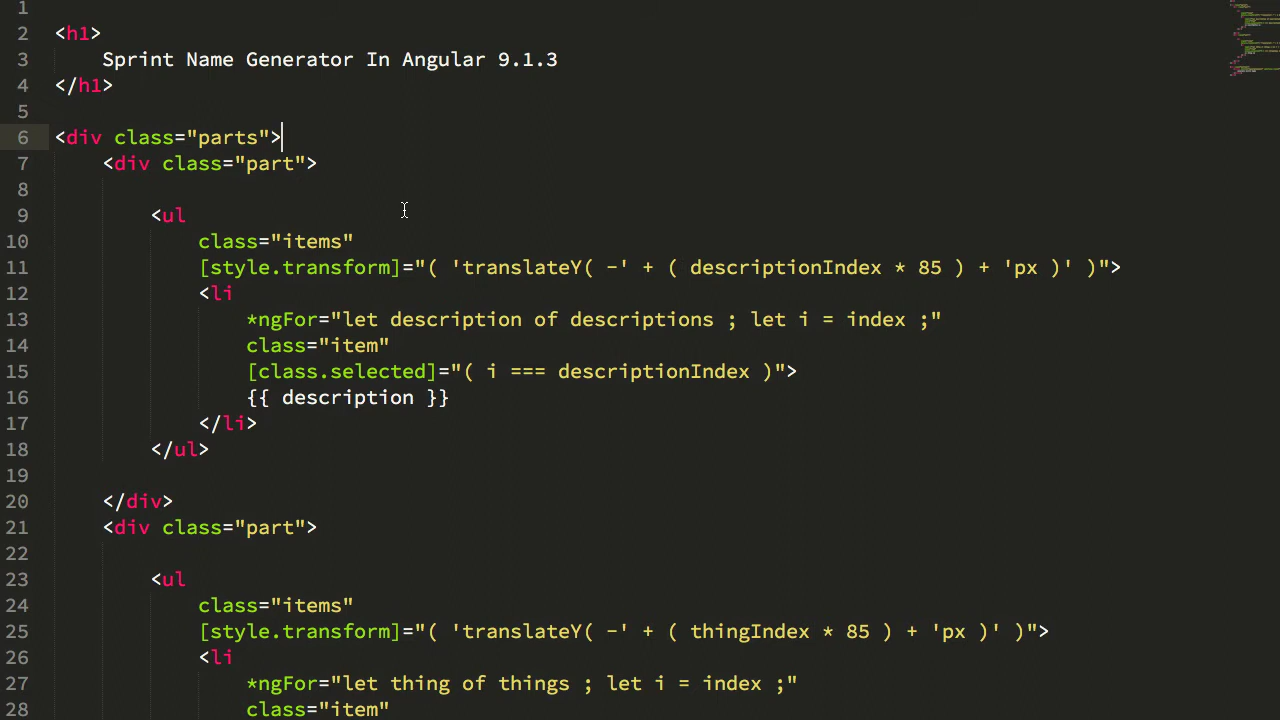 1
2 <h1>
3 Sprint Name Generator In Angular 9.1.3
4 </h1>
5
6 <div class="parts">
7 <div class="part">
8
9 <ul
10 class="items"
11 [style.transform]="( 'translateY( -' + ( descriptionIndex * 85 ) + 'px )' )">
12 <li
13 *ngFor="let description of descriptions ; let i = index ;"
14 class="item"
15 [class.selected]="( i === descriptionIndex )">
16 {{ description }}
17 </li>
18 </ul>
19
20 </div>
21 <div class="part">
22
23 <ul
24 class="items"
25 [style.transform]="( 'translateY( -' + ( thingIndex * 85 ) + 'px )' )">
26 <li
27 *ngFor="let thing of things ; let i = index ;"
28 class="item"